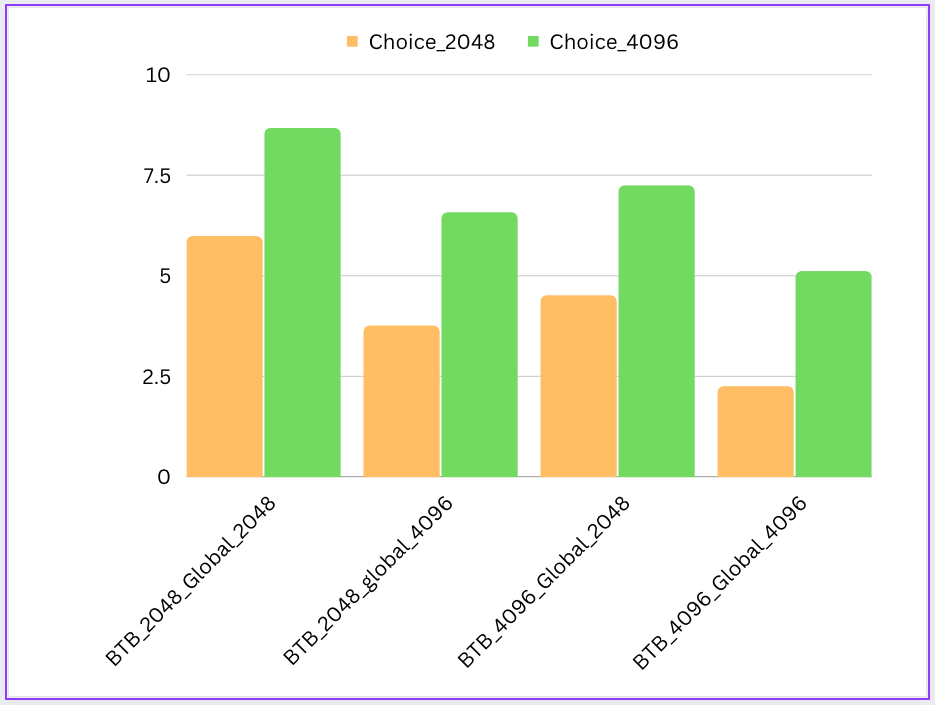 Choice_2048 Choice_4096
10
7.5
5
2.5
0
BTB_2048_Global_2048
BTB_2048_global_4096
BTB_4096_Global_2048
BTB_4096_Global_4096